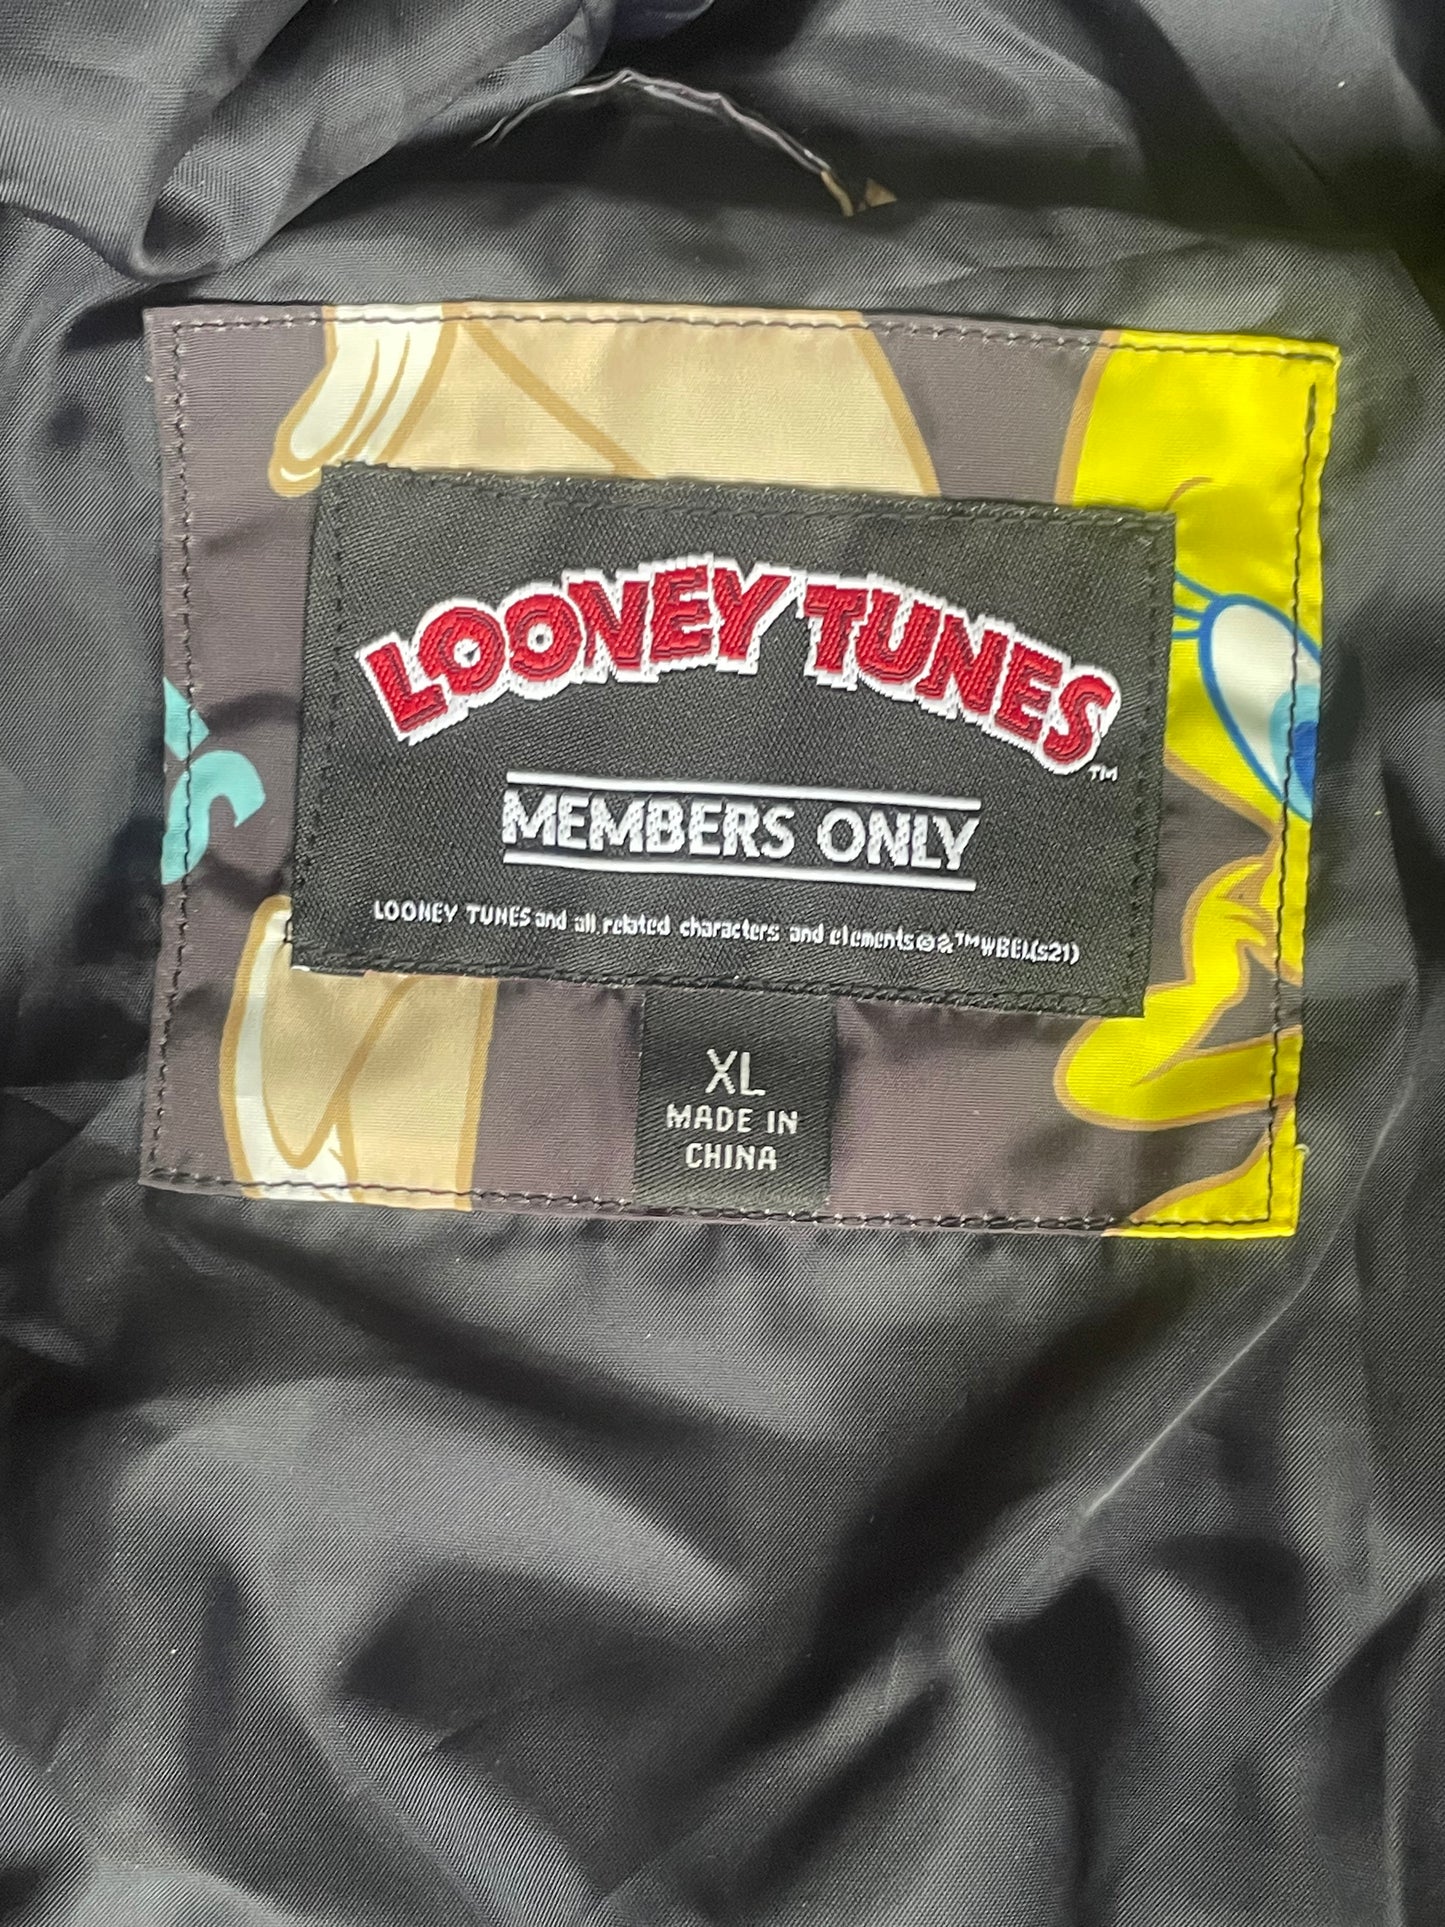 LOONEY TUNES ™
MEMBERS ONLY
LOONEY TUNES and all related characters and elements © & ™ WBEI (s21)
XL
MADE IN
CHINA